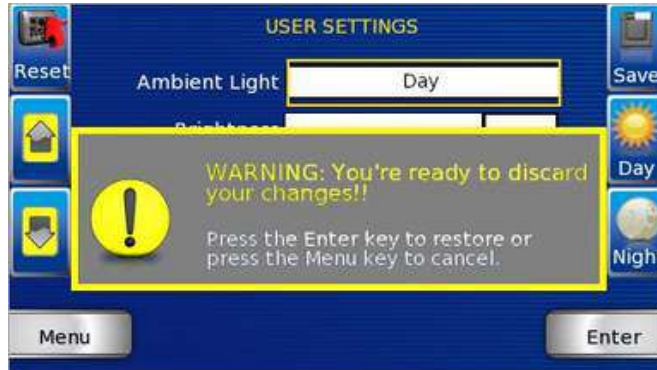 USER SETTINGS
Reset
Save
Ambient Light
Day
WARNING: You're ready to discard
your changes!!
Day
Press the Enter key to restore or
press the Menu key to cancel.
Nigh
Menu
Enter